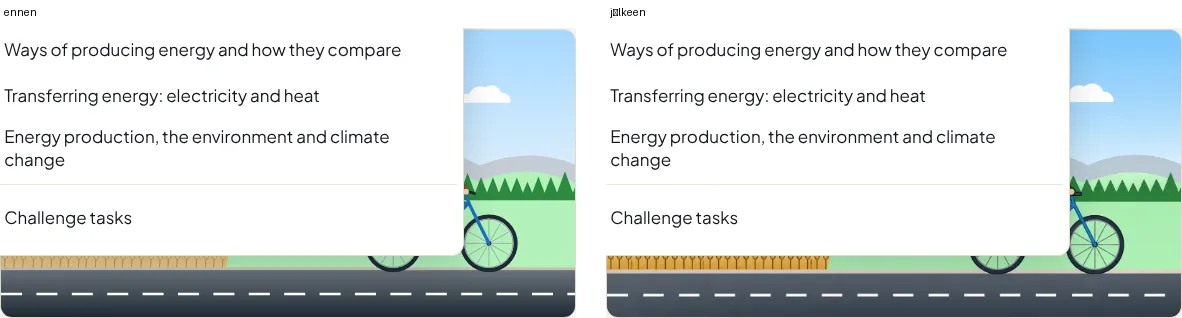 ennen
Ways of producing energy and how they compare
Transferring energy: electricity and heat
Energy production, the environment and climate
change
Challenge tasks
j▯lkeen
Ways of producing energy and how they compare
Transferring energy: electricity and heat
Energy production, the environment and climate
change
Challenge tasks